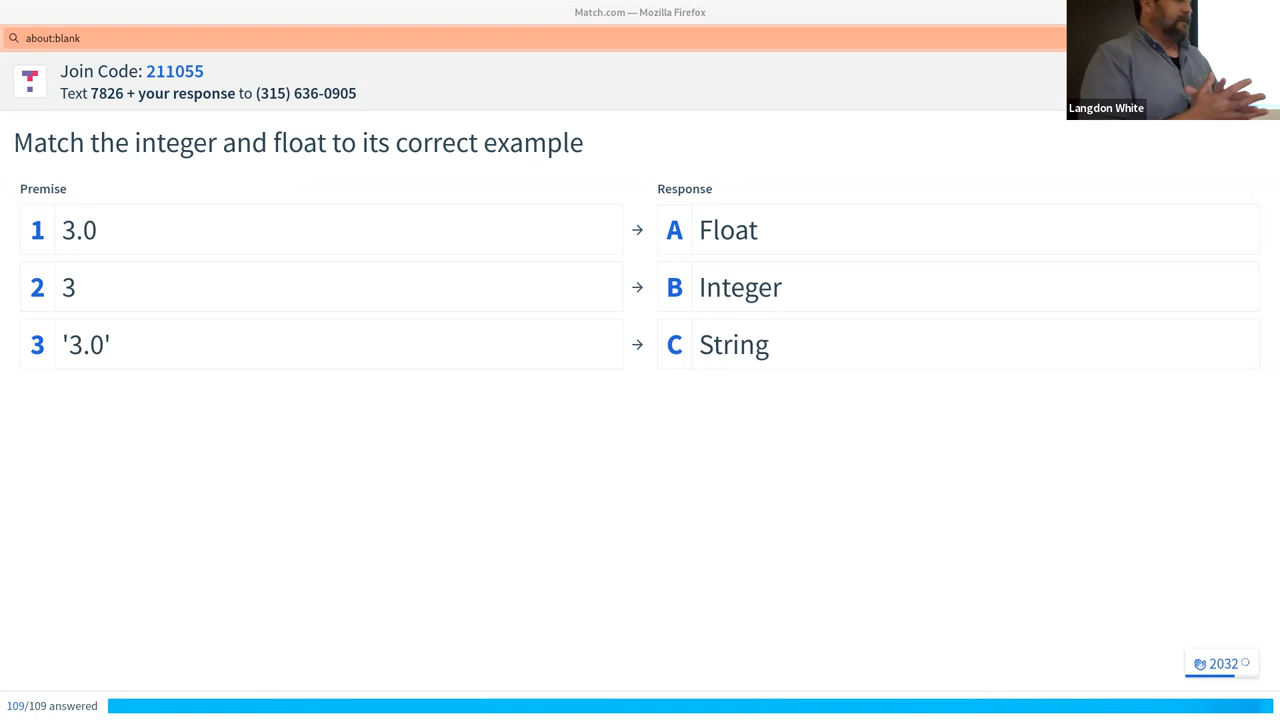 Match.com — Mozilla Firefox
about:blank
Join Code: 211055
Text 7826 + your response to (315) 636-0905
Langdon White
Match the integer and float to its correct example
Premise
Response
1 3.0 → A Float
2 3 → B Integer
3 '3.0' → C String
2032
109/109 answered